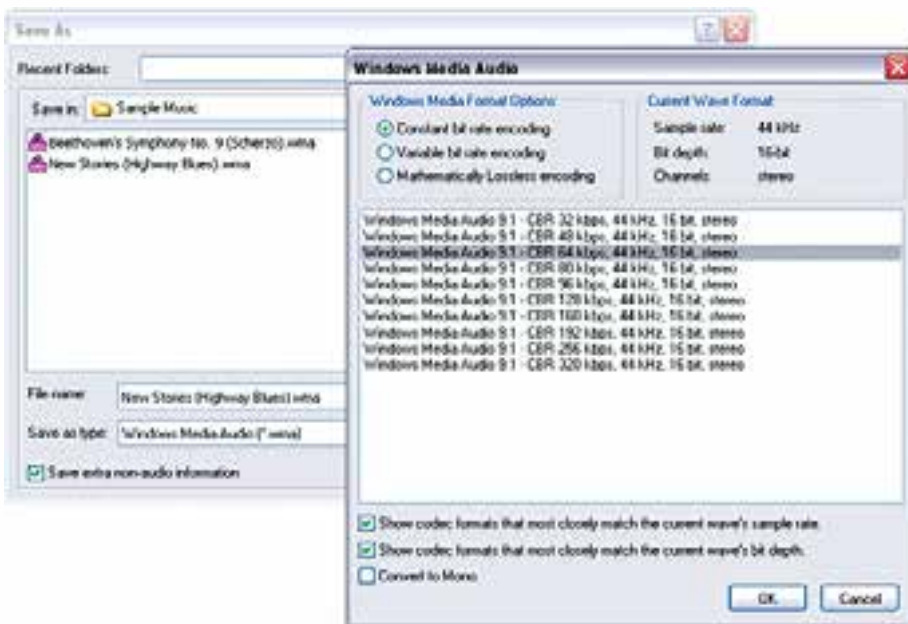 Save As
Recent Folders:
Save in: Sample Music
Beethoven's Symphony No. 9 (Scherzo).wma
New Stories (Highway Blues).wma
File name: New Stories (Highway Blues).wma
Save as type: Windows Media Audio (*.wma)
Save extra non-audio information
Windows Media Audio
Windows Media Format Options
Constant bit rate encoding
Variable bit rate encoding
Mathematically Lossless encoding
Current Wave Format
Sample rate: 44 kHz
Bit depth: 16-bit
Channels: stereo
Windows Media Audio 9.1 - CBR 32 kbps, 44 kHz, 16 bit, stereo
Windows Media Audio 9.1 - CBR 48 kbps, 44 kHz, 16 bit, stereo
Windows Media Audio 9.1 - CBR 64 kbps, 44 kHz, 16 bit, stereo
Windows Media Audio 9.1 - CBR 80 kbps, 44 kHz, 16 bit, stereo
Windows Media Audio 9.1 - CBR 96 kbps, 44 kHz, 16 bit, stereo
Windows Media Audio 9.1 - CBR 128 kbps, 44 kHz, 16 bit, stereo
Windows Media Audio 9.1 - CBR 160 kbps, 44 kHz, 16 bit, stereo
Windows Media Audio 9.1 - CBR 192 kbps, 44 kHz, 16 bit, stereo
Windows Media Audio 9.1 - CBR 256 kbps, 44 kHz, 16 bit, stereo
Windows Media Audio 9.1 - CBR 320 kbps, 44 kHz, 16 bit, stereo
Show codec formats that most closely match the current wave's sample rate.
Show codec formats that most closely match the current wave's bit depth.
Convert to Mono
OK
Cancel